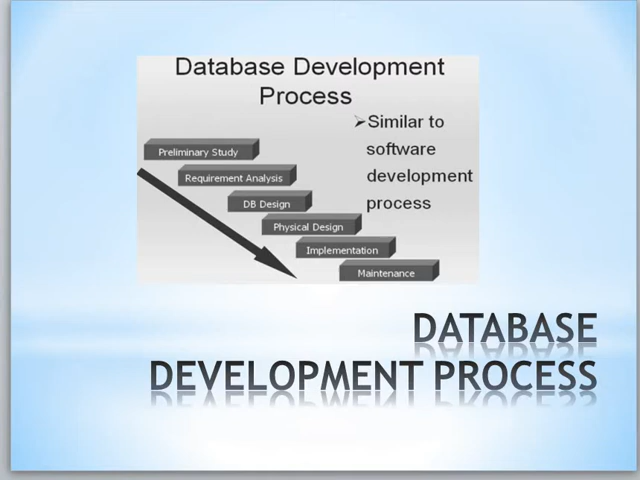 Database Development
Process
➢Similar to
software
development
process
Preliminary Study
Requirement Analysis
DB Design
Physical Design
Implementation
Maintenance
DATABASE
DEVELOPMENT PROCESS